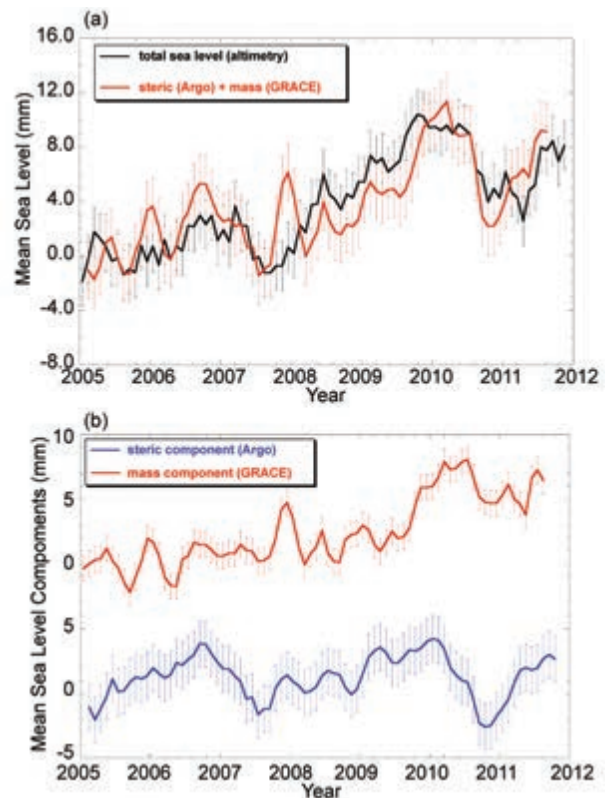 (a)
total sea level (altimetry)
steric (Argo) + mass (GRACE)
16.0
12.0
8.0
4.0
0.0
-4.0
-8.0
Mean Sea Level (mm)
2005 2006 2007 2008 2009 2010 2011 2012
Year
(b)
steric component (Argo)
mass component (GRACE)
10
5
0
5
0
-5
Mean Sea Level Compoments (mm)
2005 2006 2007 2008 2009 2010 2011 2012
Year